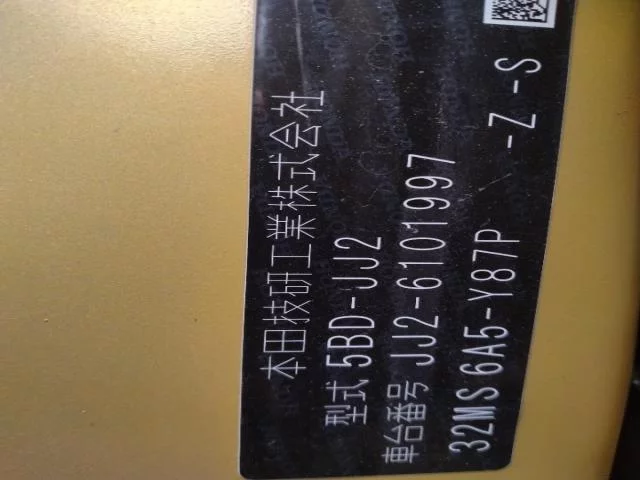 本田技研工業株式会社
型式 5BD-JJ2
車台番号 JJ2-6101997
32MS 6A5-Y87P -Z -S